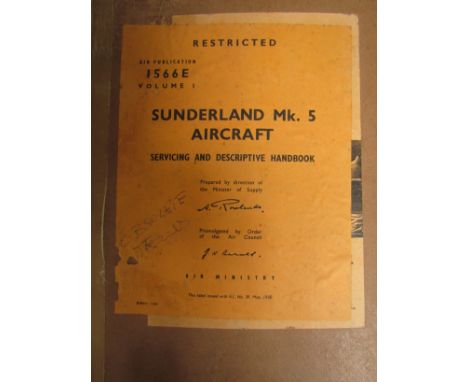 RESTRICTED
AIR PUBLICATION
1566E
VOLUME 1
SUNDERLAND Mk. 5
AIRCRAFT
SERVICING AND DESCRIPTIVE HANDBOOK
Prepared by direction of
the Minister of Supply
Promulgated by Order
of the Air Council
AIR MINISTRY